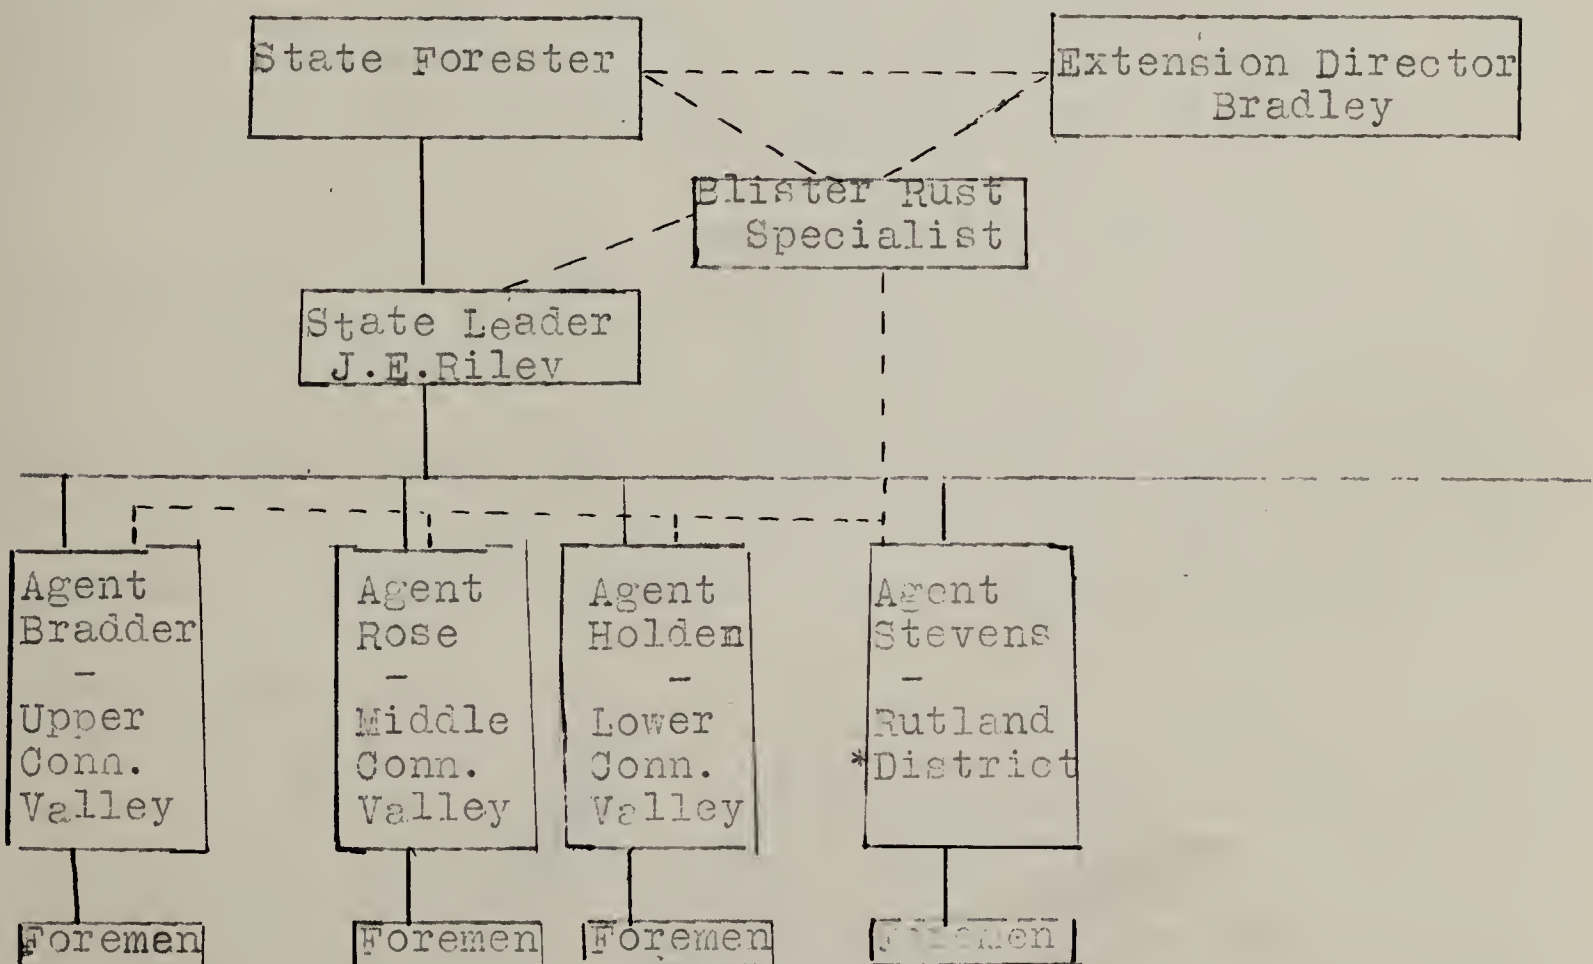 State Forester
Extension Director
Bradley
Blister Rust
Specialist
State Leader
J.E.Riley
Agent
Bradder
-
Upper
Conn.
Valley
Agent
Rose
-
Middle
Conn.
Valley
Agent
Holden
-
Lower
Conn.
Valley
Agent
Stevens
-
Rutland
*District
Foremen
Foremen
Foremen
Foremen